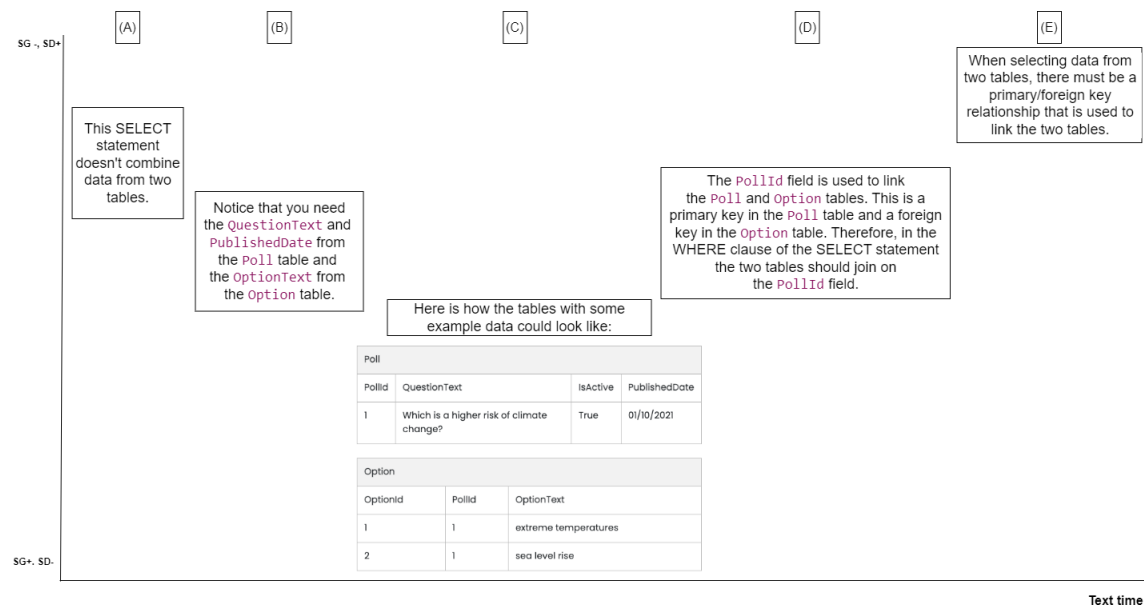 (A)
(B)
(C)
(D)
(E)
SG -, SD+
This SELECT
statement
doesn't combine
data from two
tables.
Notice that you need
the QuestionText and
PublishedDate from
the Poll table and
the OptionText from
the Option table.
Here is how the tables with some
example data could look like:
Poll
PollId QuestionText IsActive PublishedDate
1 Which is a higher risk of climate True 01/10/2021
change?
Option
OptionId PollId OptionText
1 1 extreme temperatures
2 1 sea level rise
The PollId field is used to link
the Poll and Option tables. This is a
primary key in the Poll table and a foreign
key in the Option table. Therefore, in the
WHERE clause of the SELECT statement
the two tables should join on
the PollId field.
When selecting data from
two tables, there must be a
primary/foreign key
relationship that is used to
link the two tables.
SG+. SD-
Text time